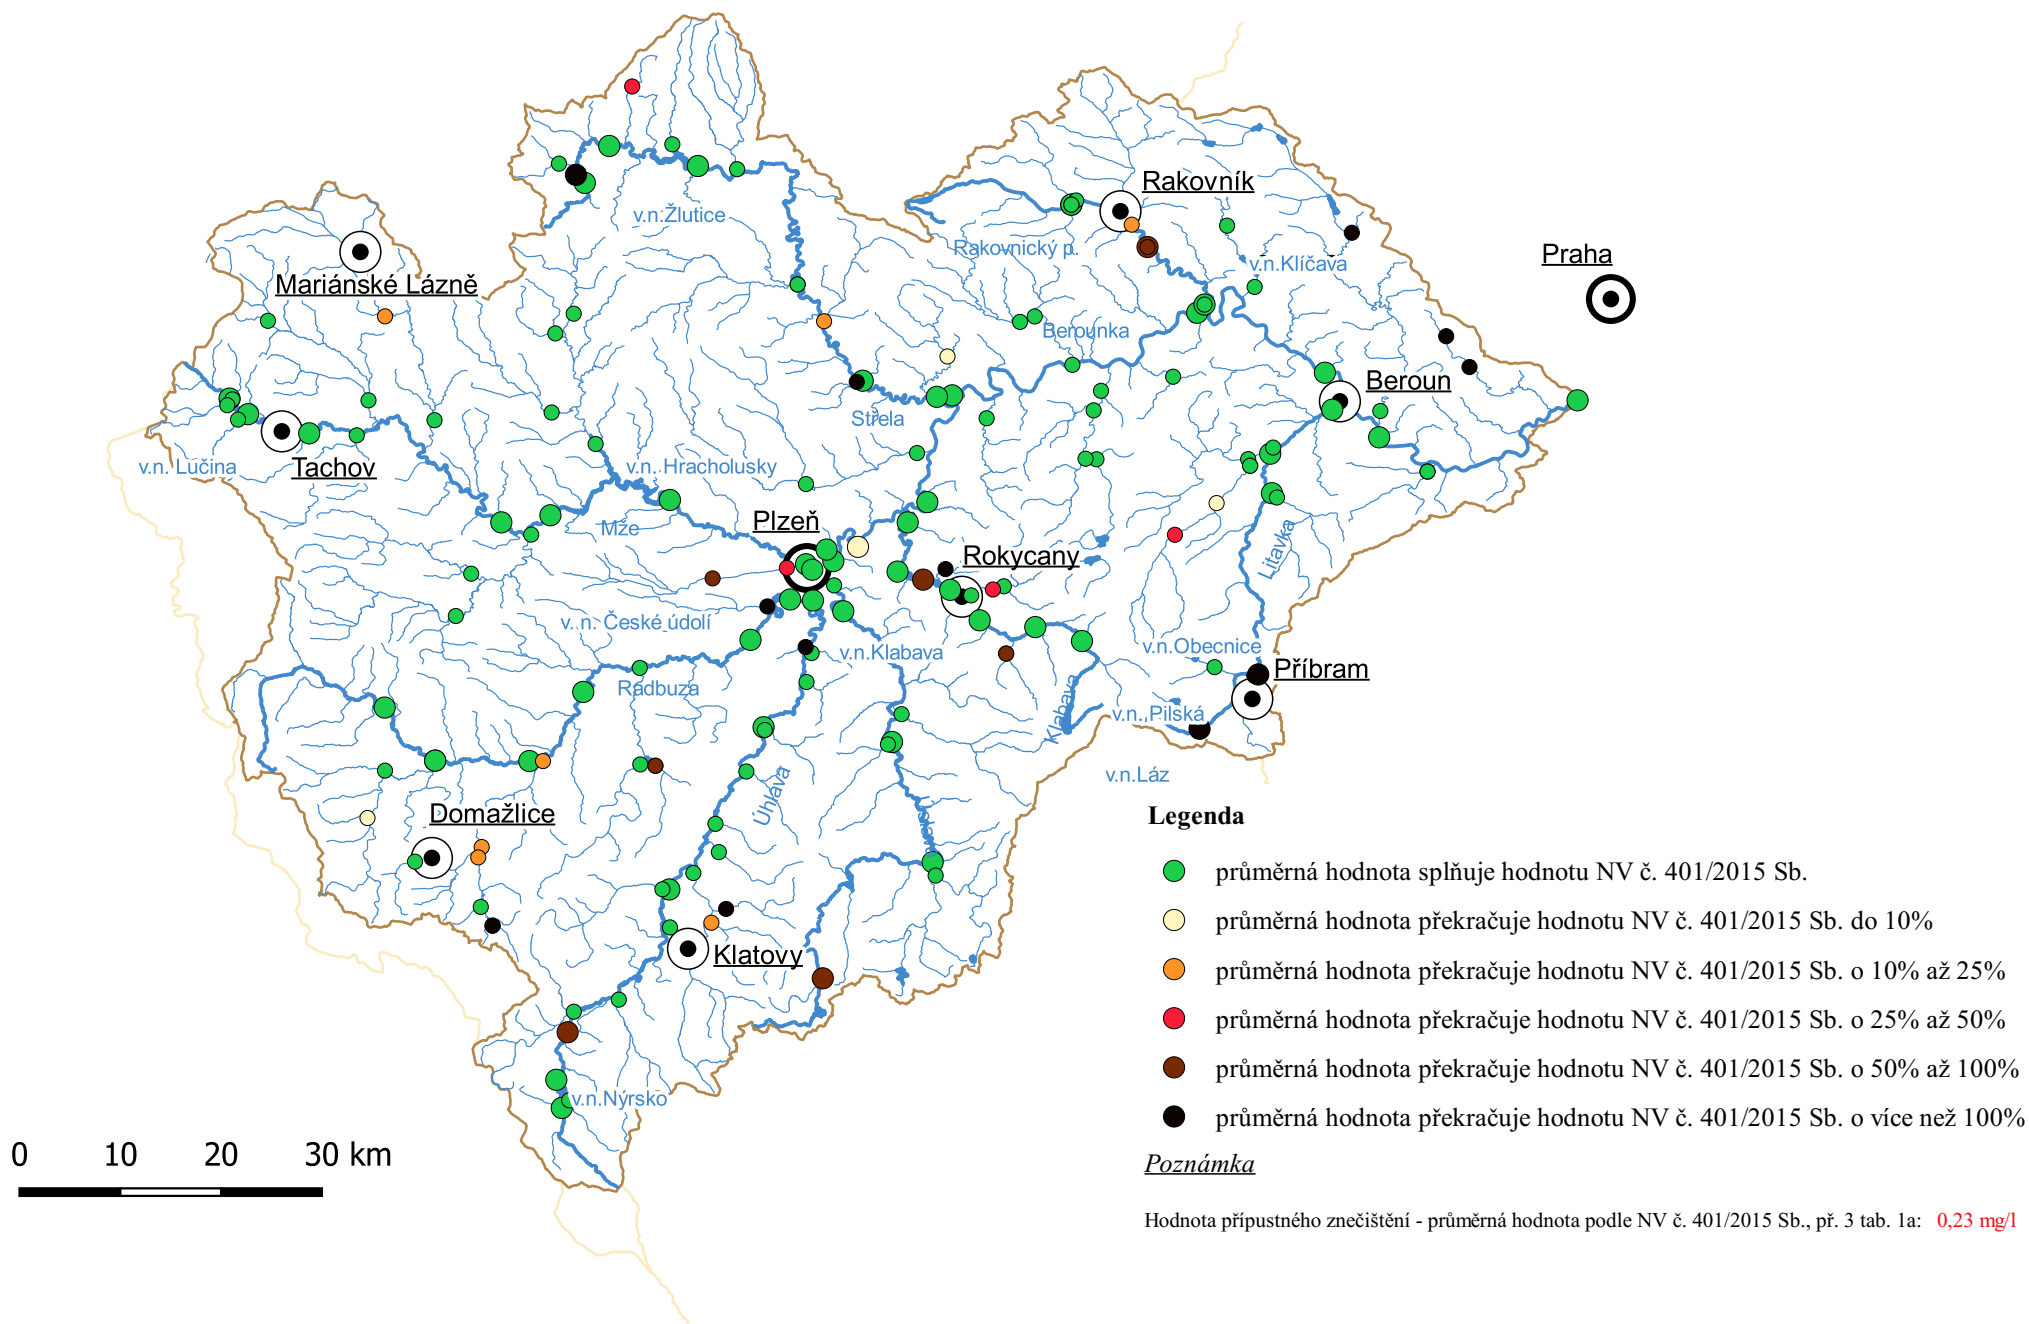 Rakovník
v.n.Žlutice
Rakovnický p.
Praha
v.n.Klíčava
Mariánské Lázně
Berounka
Beroun
Střela
v.n. Lučina
Tachov
v.n. Hracholusky
Mže
Plzeň
Rokycany
Litavka
v.n. České údolí
v.n.Klabava
v.n.Obecnice
Příbram
Radbuza
Klabava
v.n. Pilská
v.n.Láz
Úhlava
Domažlice
Klatovy
v.n.Nýrsko
0 10 20 30 km
Legenda
průměrná hodnota splňuje hodnotu NV č. 401/2015 Sb.
průměrná hodnota překračuje hodnotu NV č. 401/2015 Sb. do 10%
průměrná hodnota překračuje hodnotu NV č. 401/2015 Sb. o 10% až 25%
průměrná hodnota překračuje hodnotu NV č. 401/2015 Sb. o 25% až 50%
průměrná hodnota překračuje hodnotu NV č. 401/2015 Sb. o 50% až 100%
průměrná hodnota překračuje hodnotu NV č. 401/2015 Sb. o více než 100%
Poznámka
Hodnota přípustného znečištění - průměrná hodnota podle NV č. 401/2015 Sb., př. 3 tab. 1a: 0,23 mg/l